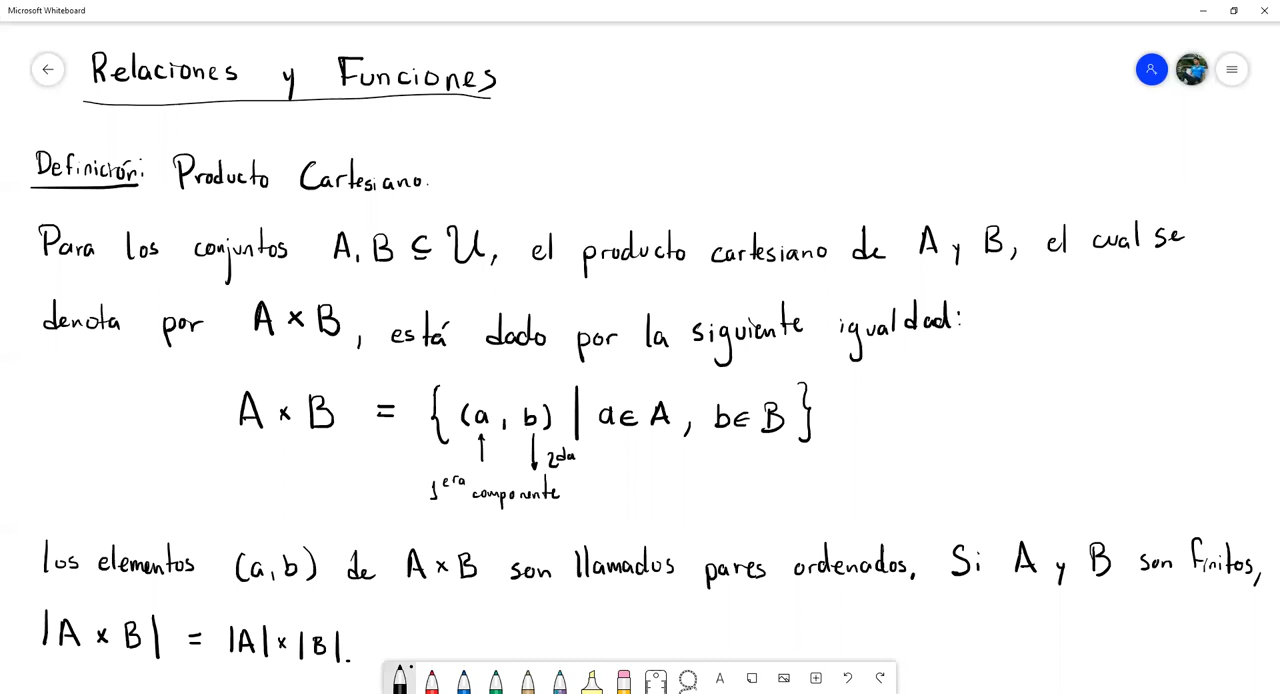 Microsoft Whiteboard
Relaciones y Funciones
Definición: Producto Cartesiano.
Para los conjuntos A, B ⊆ U, el producto cartesiano de A y B, el cual se
denota por A × B, está dado por la siguiente igualdad:
A × B = { (a, b) | a ∈ A, b ∈ B }
↑ ↓ 2da
1era componente
los elementos (a, b) de A × B son llamados pares ordenados. Si A y B son finitos,
|A × B| = |A| × |B|.
A